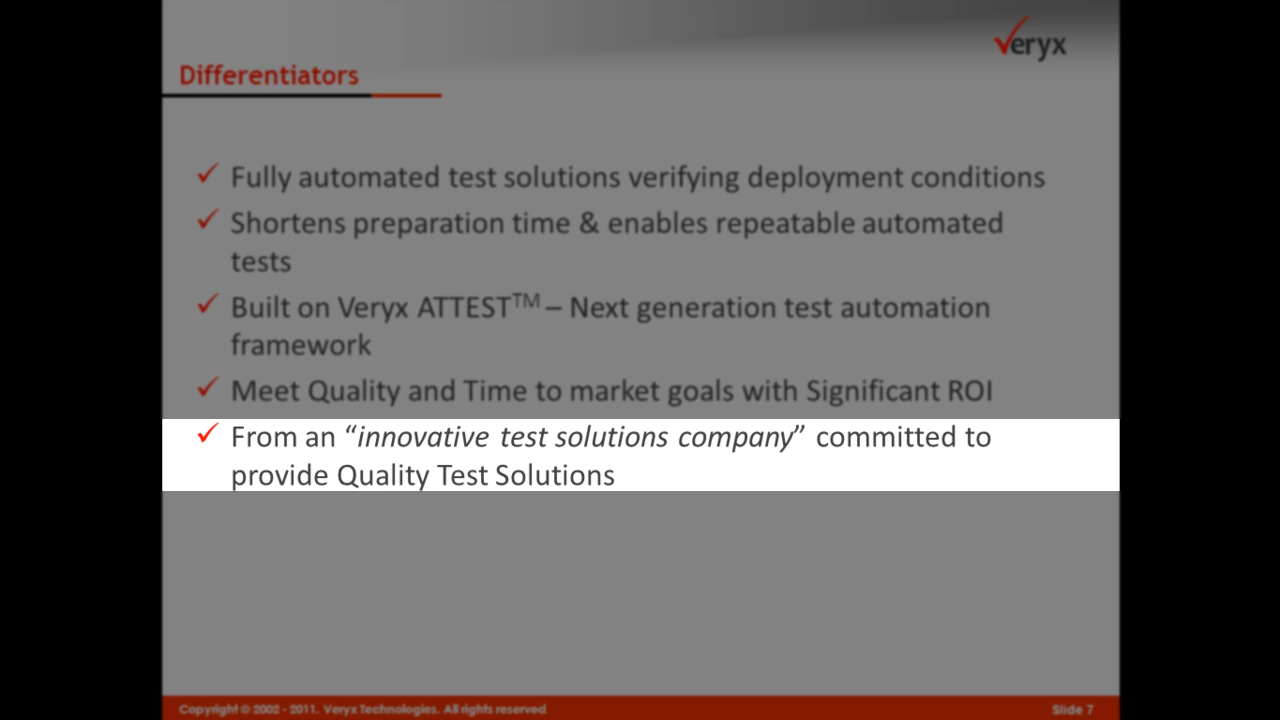 Veryx
Differentiators
✓ Fully automated test solutions verifying deployment conditions
✓ Shortens preparation time & enables repeatable automated
tests
✓ Built on Veryx ATTEST™ – Next generation test automation
framework
✓ Meet Quality and Time to market goals with Significant ROI
✓ From an “innovative test solutions company” committed to
provide Quality Test Solutions
Copyright © 2002 - 2011. Veryx Technologies. All rights reserved
Slide 7